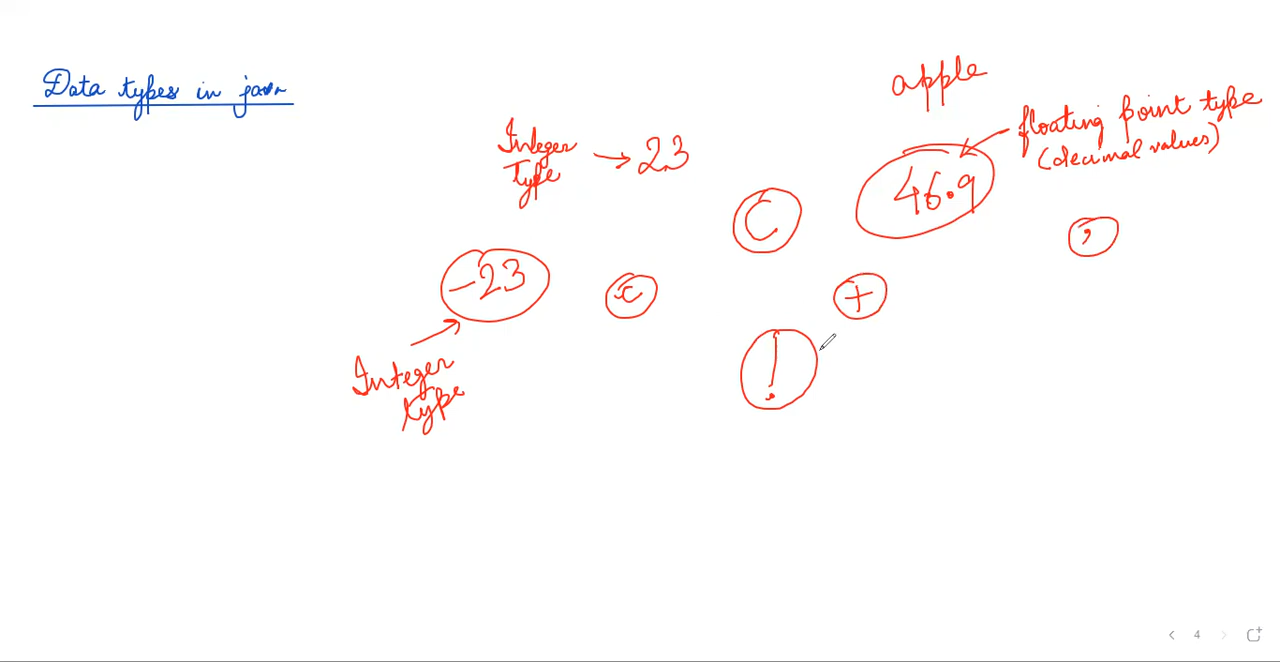 Data types in java
apple
floating point type
(decimal values)
Integer
type
23
46.9
C
,
-23
+
!
Integer
type
4